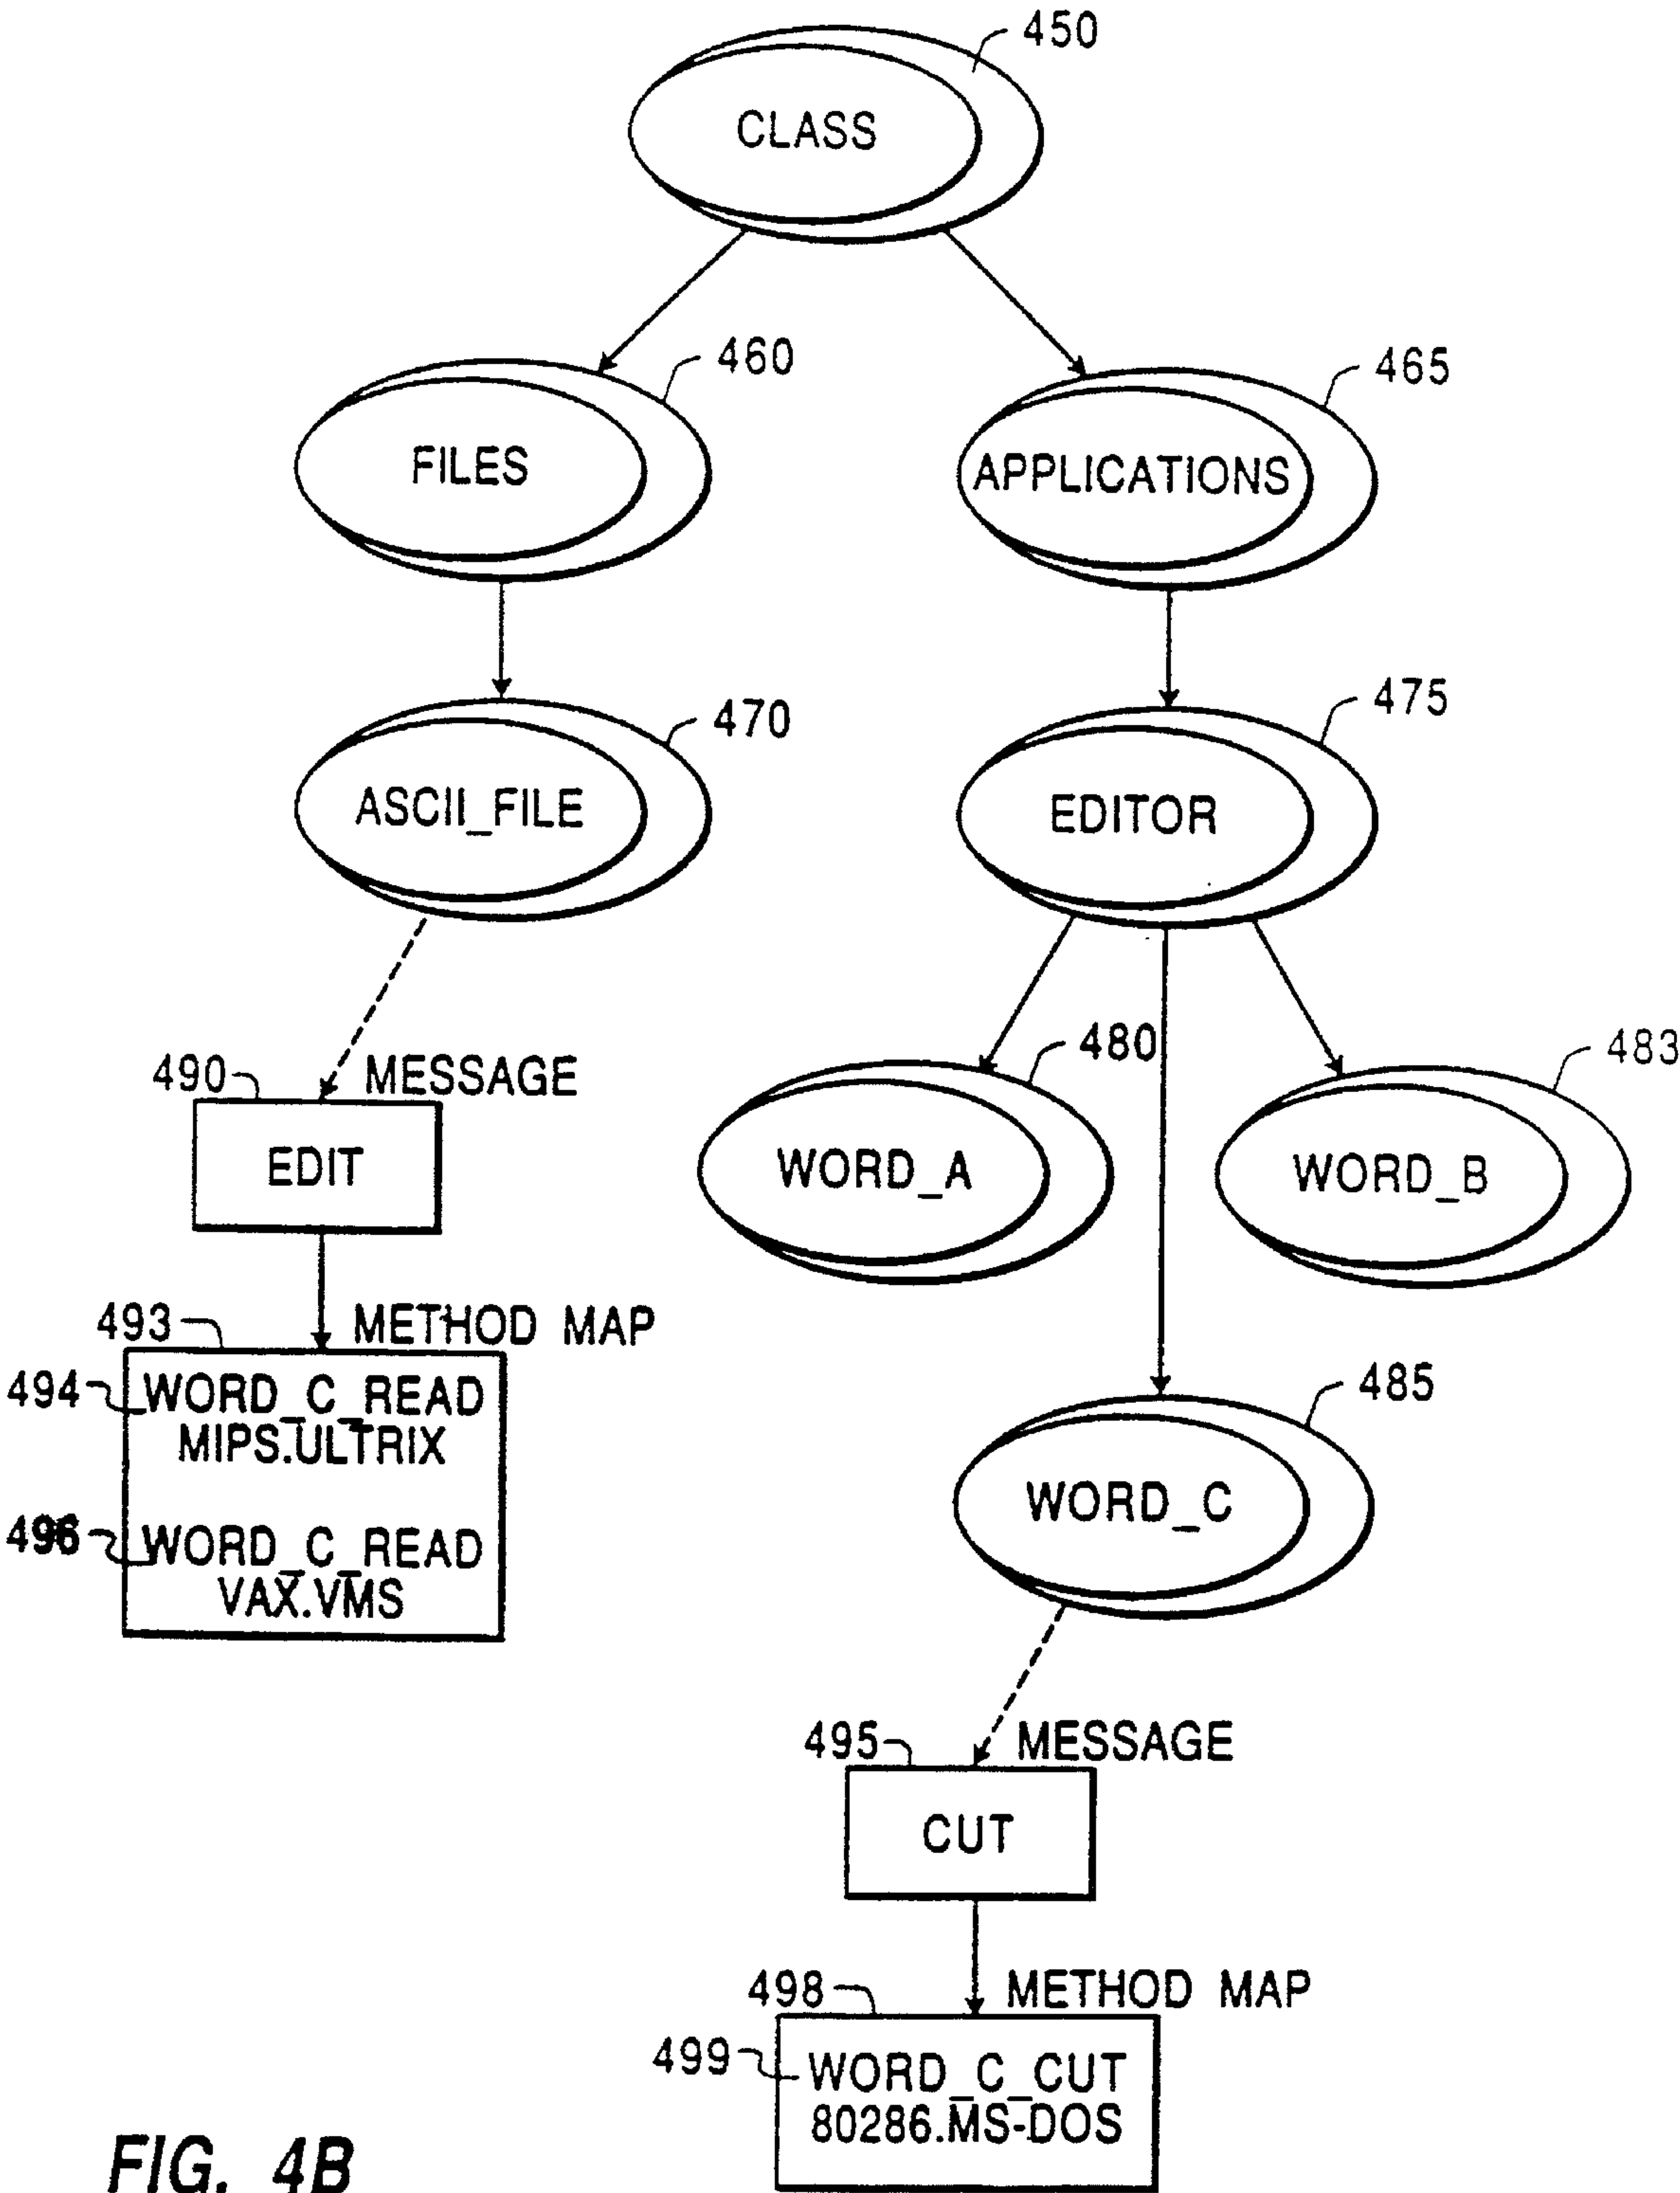 450
CLASS
460
465
FILES
APPLICATIONS
470
475
ASCII_FILE
EDITOR
480
483
490
MESSAGE
EDIT
WORD_A
WORD_B
493
METHOD MAP
494
WORD_C_READ
MIPS.ULTRIX
485
WORD_C
496
WORD_C_READ
VAX.VMS
495
MESSAGE
CUT
498
METHOD MAP
499
WORD_C_CUT
80286.MS-DOS
FIG. 4B